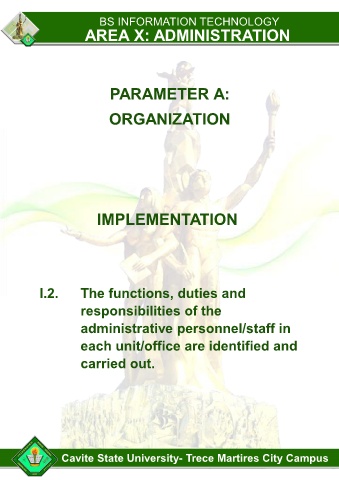 BS INFORMATION TECHNOLOGY
AREA X: ADMINISTRATION
PARAMETER A:
ORGANIZATION
IMPLEMENTATION
I.2. The functions, duties and
responsibilities of the
administrative personnel/staff in
each unit/office are identified and
carried out.
Cavite State University- Trece Martires City Campus